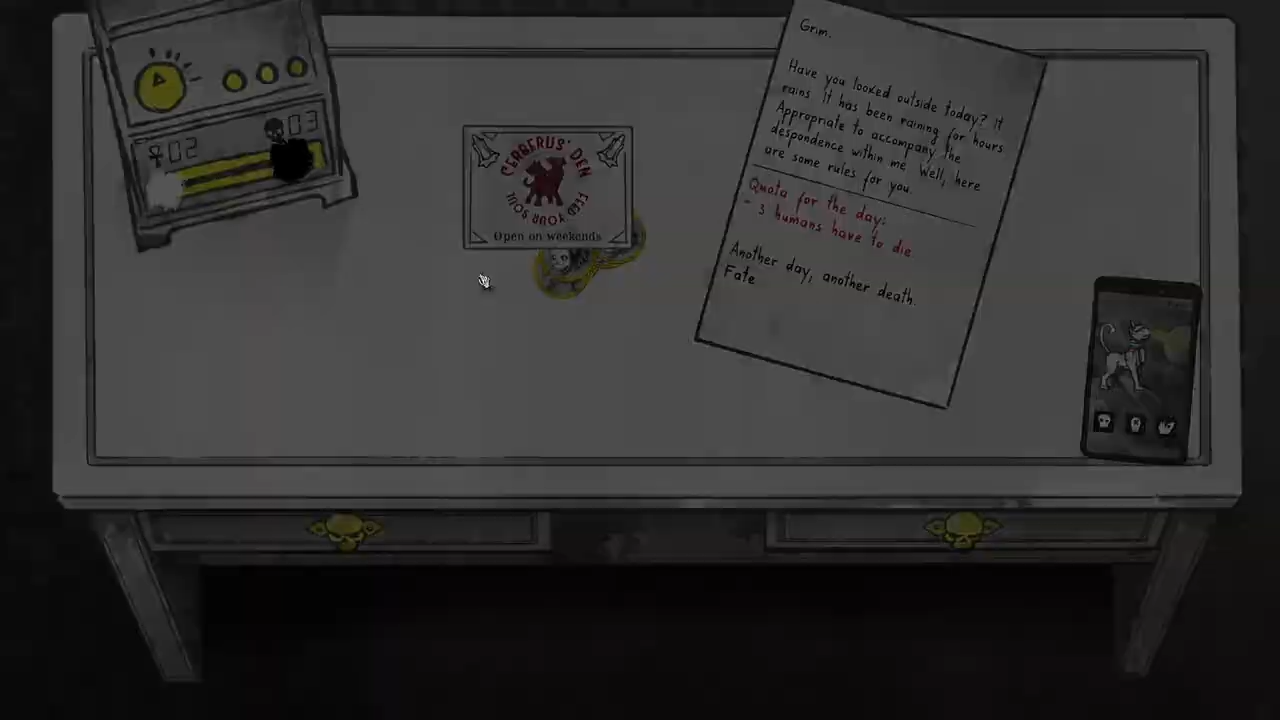 02
03
CERBERUS' DEN
FEED YOUR SOUL
Open on weekends
Grim.
Have you looked outside today? It
rains. It has been raining for hours
Appropriate to accompany the
despondence within me. Well, here
are some rules for you.
Quota for the day:
- 3 humans have to die
Another day, another death.
Fate